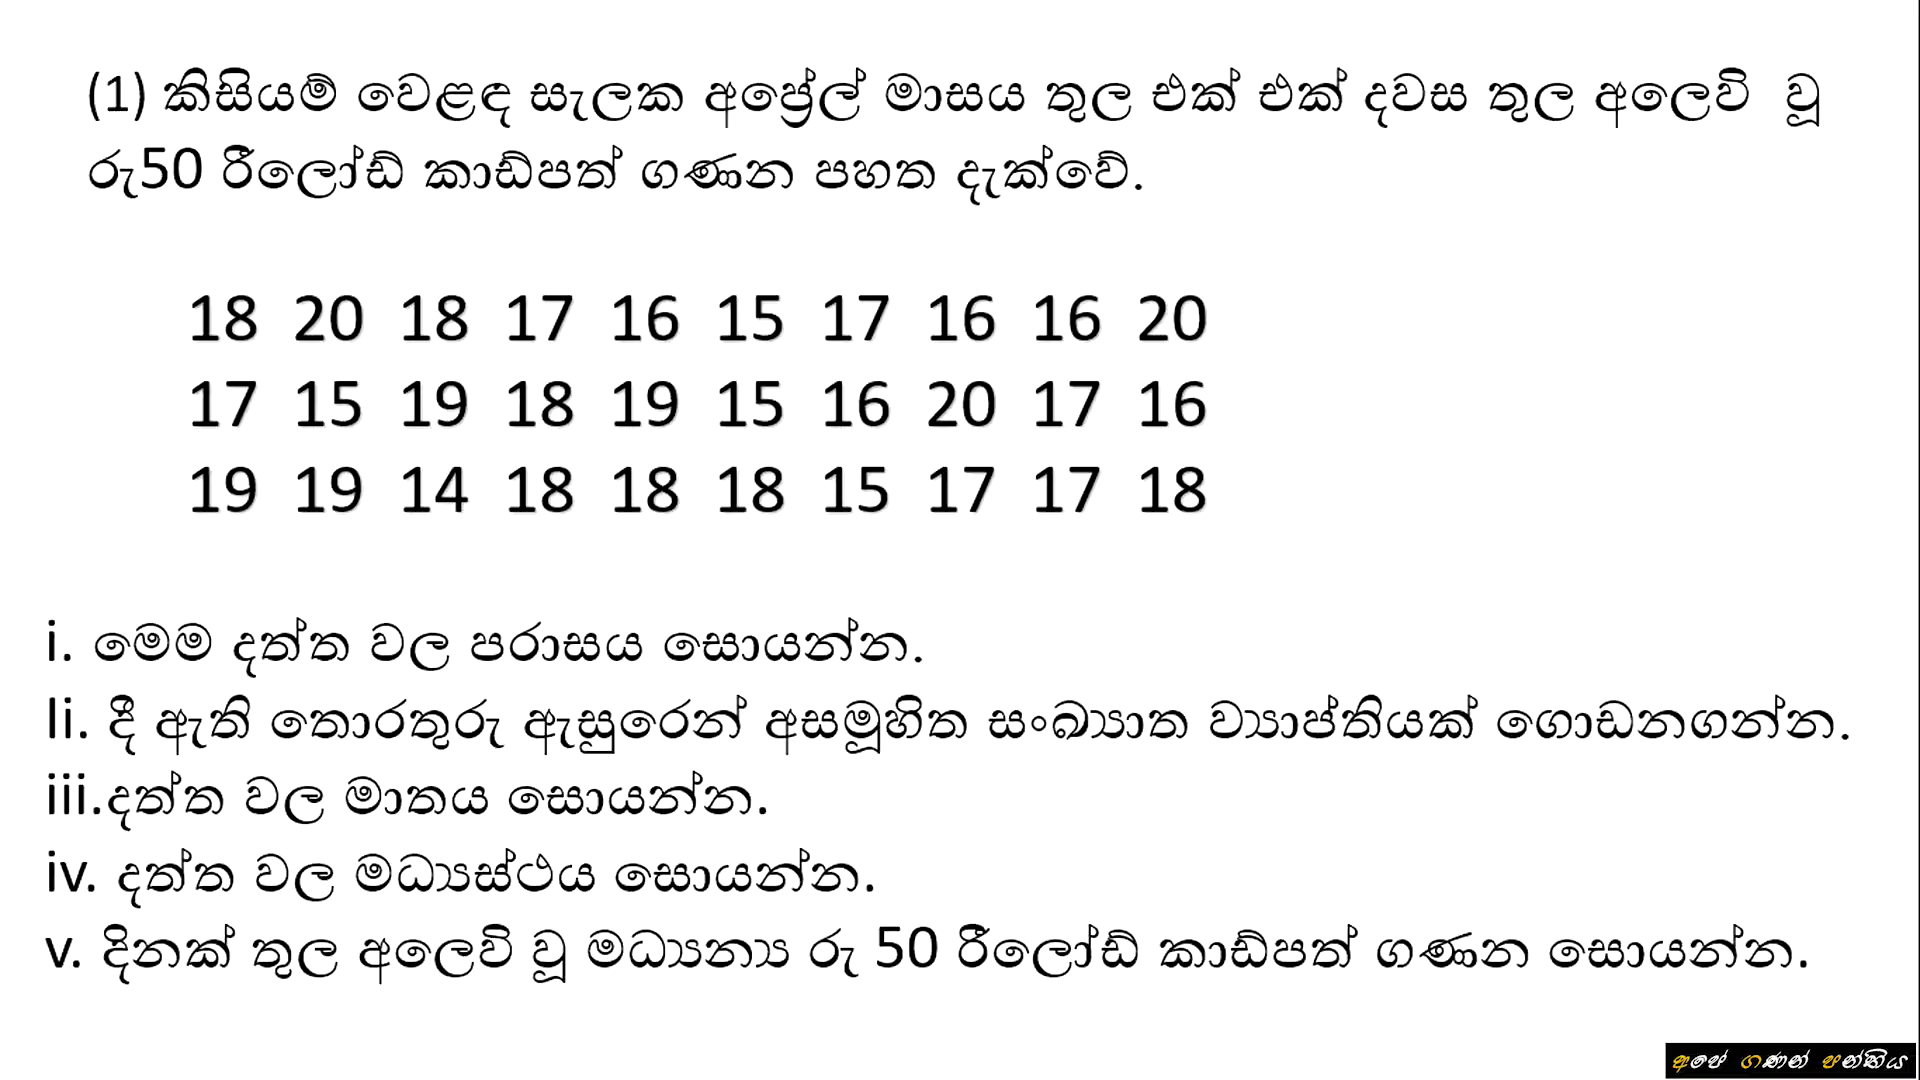 (1) කිසියම් වෙළඳ සැලක අප්‍රේල් මාසය තුල එක් එක් දවස තුල අලෙවි වූ
රු50 රීලෝඩ් කාඩ්පත් ගණන පහත දැක්වේ.
18 20 18 17 16 15 17 16 16 20
17 15 19 18 19 15 16 20 17 16
19 19 14 18 18 18 15 17 17 18
i. මෙම දත්ත වල පරාසය සොයන්න.
Ii. දී ඇති තොරතුරු ඇසුරෙන් අසමූහිත සංඛ්‍යාත ව්‍යාප්තියක් ගොඩනගන්න.
iii.දත්ත වල මාතය සොයන්න.
iv. දත්ත වල මධ්‍යස්ථය සොයන්න.
v. දිනක් තුල අලෙවි වූ මධ්‍යන්‍ය රු 50 රීලෝඩ් කාඩ්පත් ගණන සොයන්න.
අපේ ගණන් පන්තිය